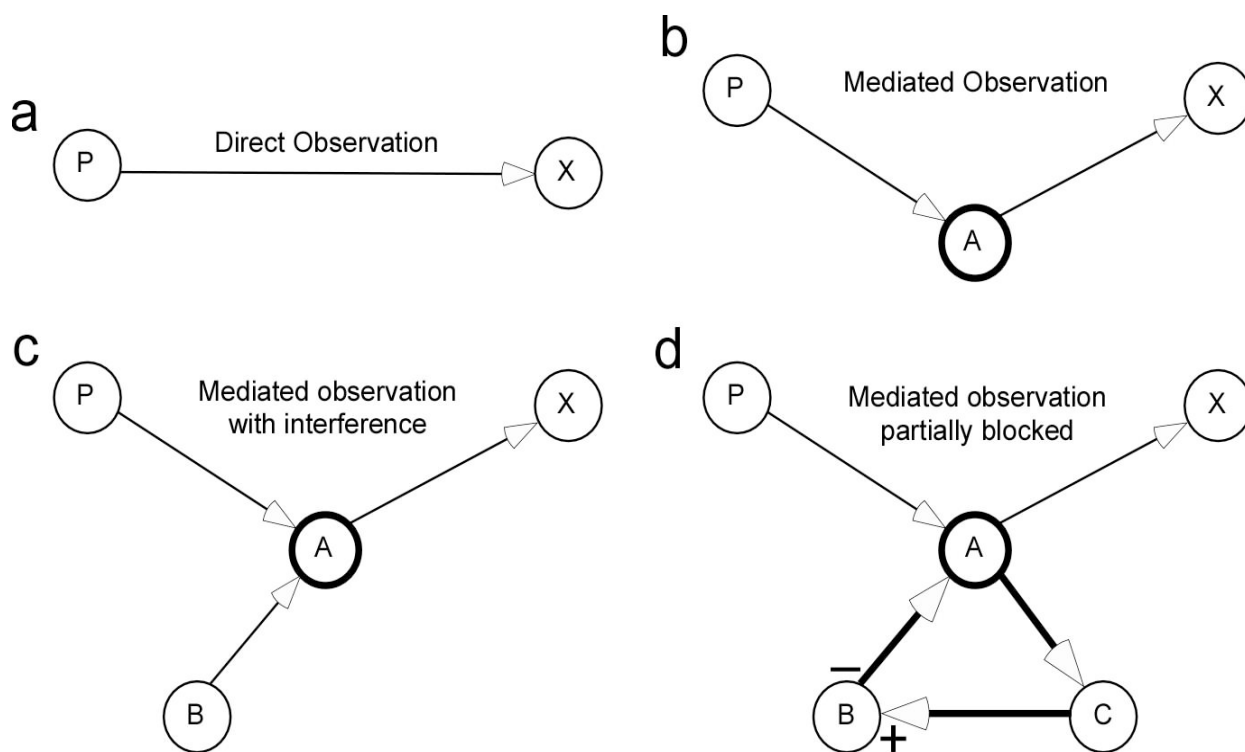 a
P
Direct Observation
X
b
P
Mediated Observation
X
A
c
P
Mediated observation
with interference
X
A
B
d
P
Mediated observation
partially blocked
X
A
−
B
+
C